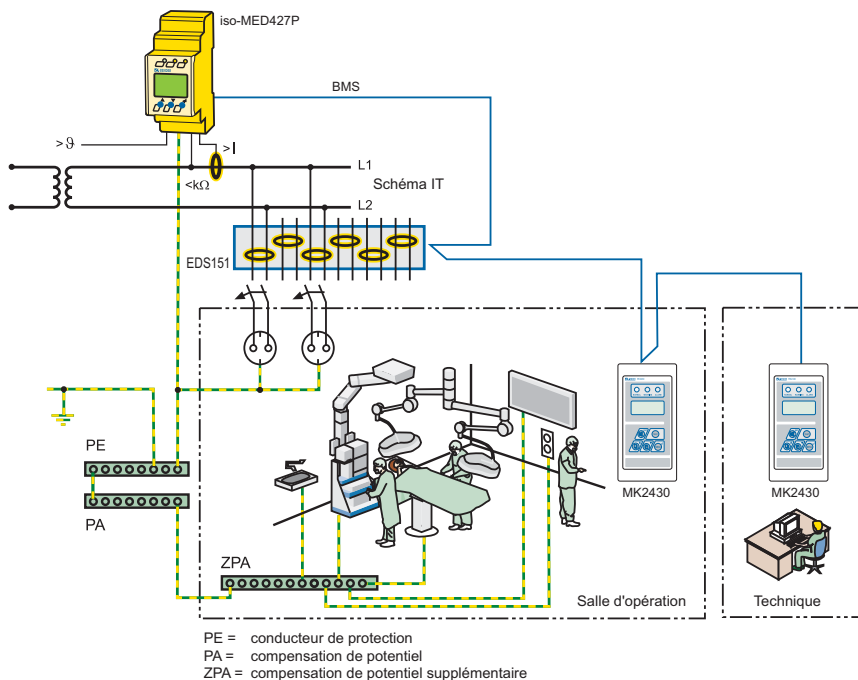 iso-MED427P
BMS
>ϑ
>I
<kΩ
L1
Schéma IT
L2
EDS151
PE
PA
MK2430
MK2430
ZPA
Salle d'opération
Technique
PE = conducteur de protection
PA = compensation de potentiel
ZPA = compensation de potentiel supplémentaire